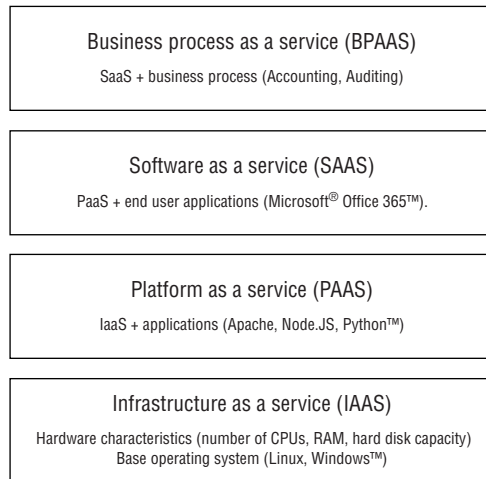 Business process as a service (BPAAS)
SaaS + business process (Accounting, Auditing)
Software as a service (SAAS)
PaaS + end user applications (Microsoft® Office 365™).
Platform as a service (PAAS)
IaaS + applications (Apache, Node.JS, Python™)
Infrastructure as a service (IAAS)
Hardware characteristics (number of CPUs, RAM, hard disk capacity)
Base operating system (Linux, Windows™)